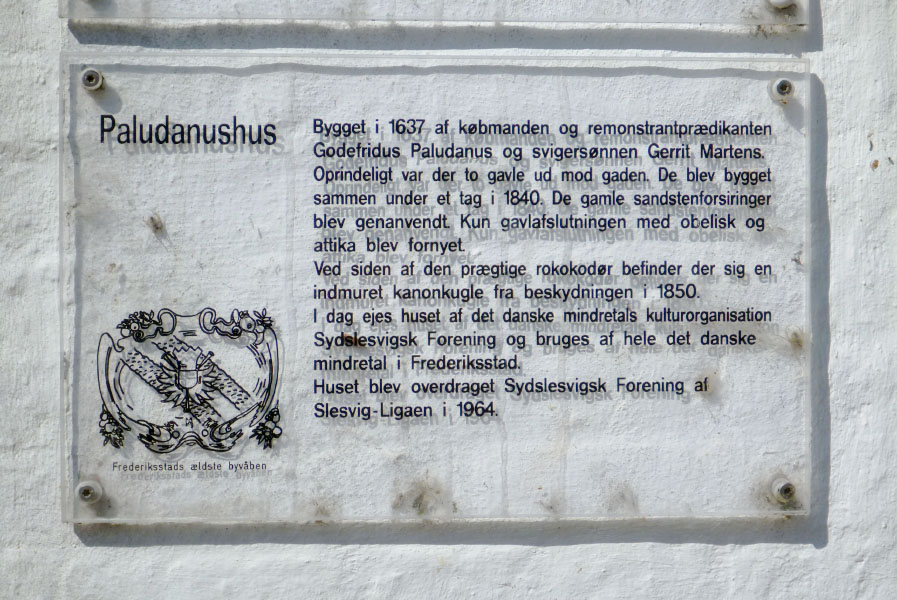 Paludanushus
Bygget i 1637 af købmanden og remonstrantprædikanten
Godefridus Paludanus og svigersønnen Gerrit Martens.
Oprindeligt var der to gavle ud mod gaden. De blev bygget
sammen under et tag i 1840. De gamle sandstenforsiringer
blev genanvendt. Kun gavlafslutningen med obelisk og
attika blev fornyet.
Ved siden af den prægtige rokokodør befinder der sig en
indmuret kanonkugle fra beskydningen i 1850.
I dag ejes huset af det danske mindretals kulturorganisation
Sydslesvigsk Forening og bruges af hele det danske
mindretal i Frederiksstad.
Huset blev overdraget Sydslesvigsk Forening af
Slesvig-Ligaen i 1964.
Frederiksstads ældste byvåben